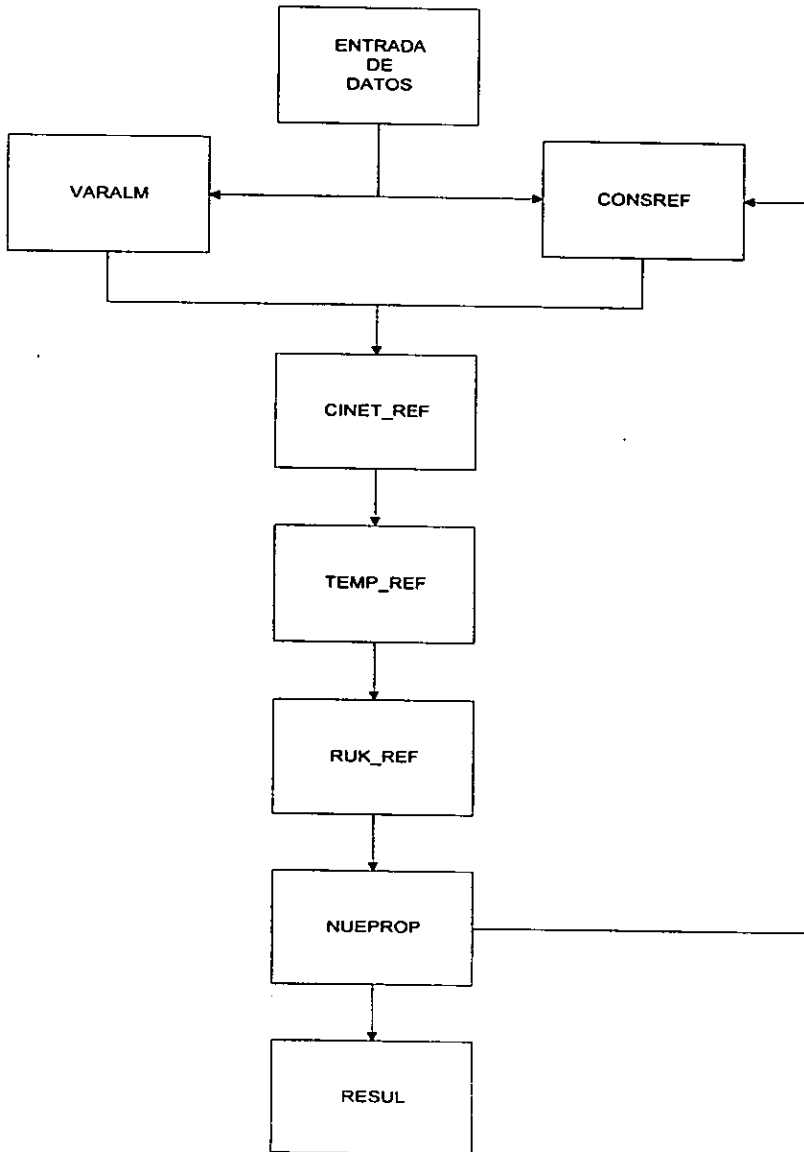 ENTRADA
DE
DATOS
VARALM
CONSREF
CINET_REF
TEMP_REF
RUK_REF
NUEPROP
RESUL